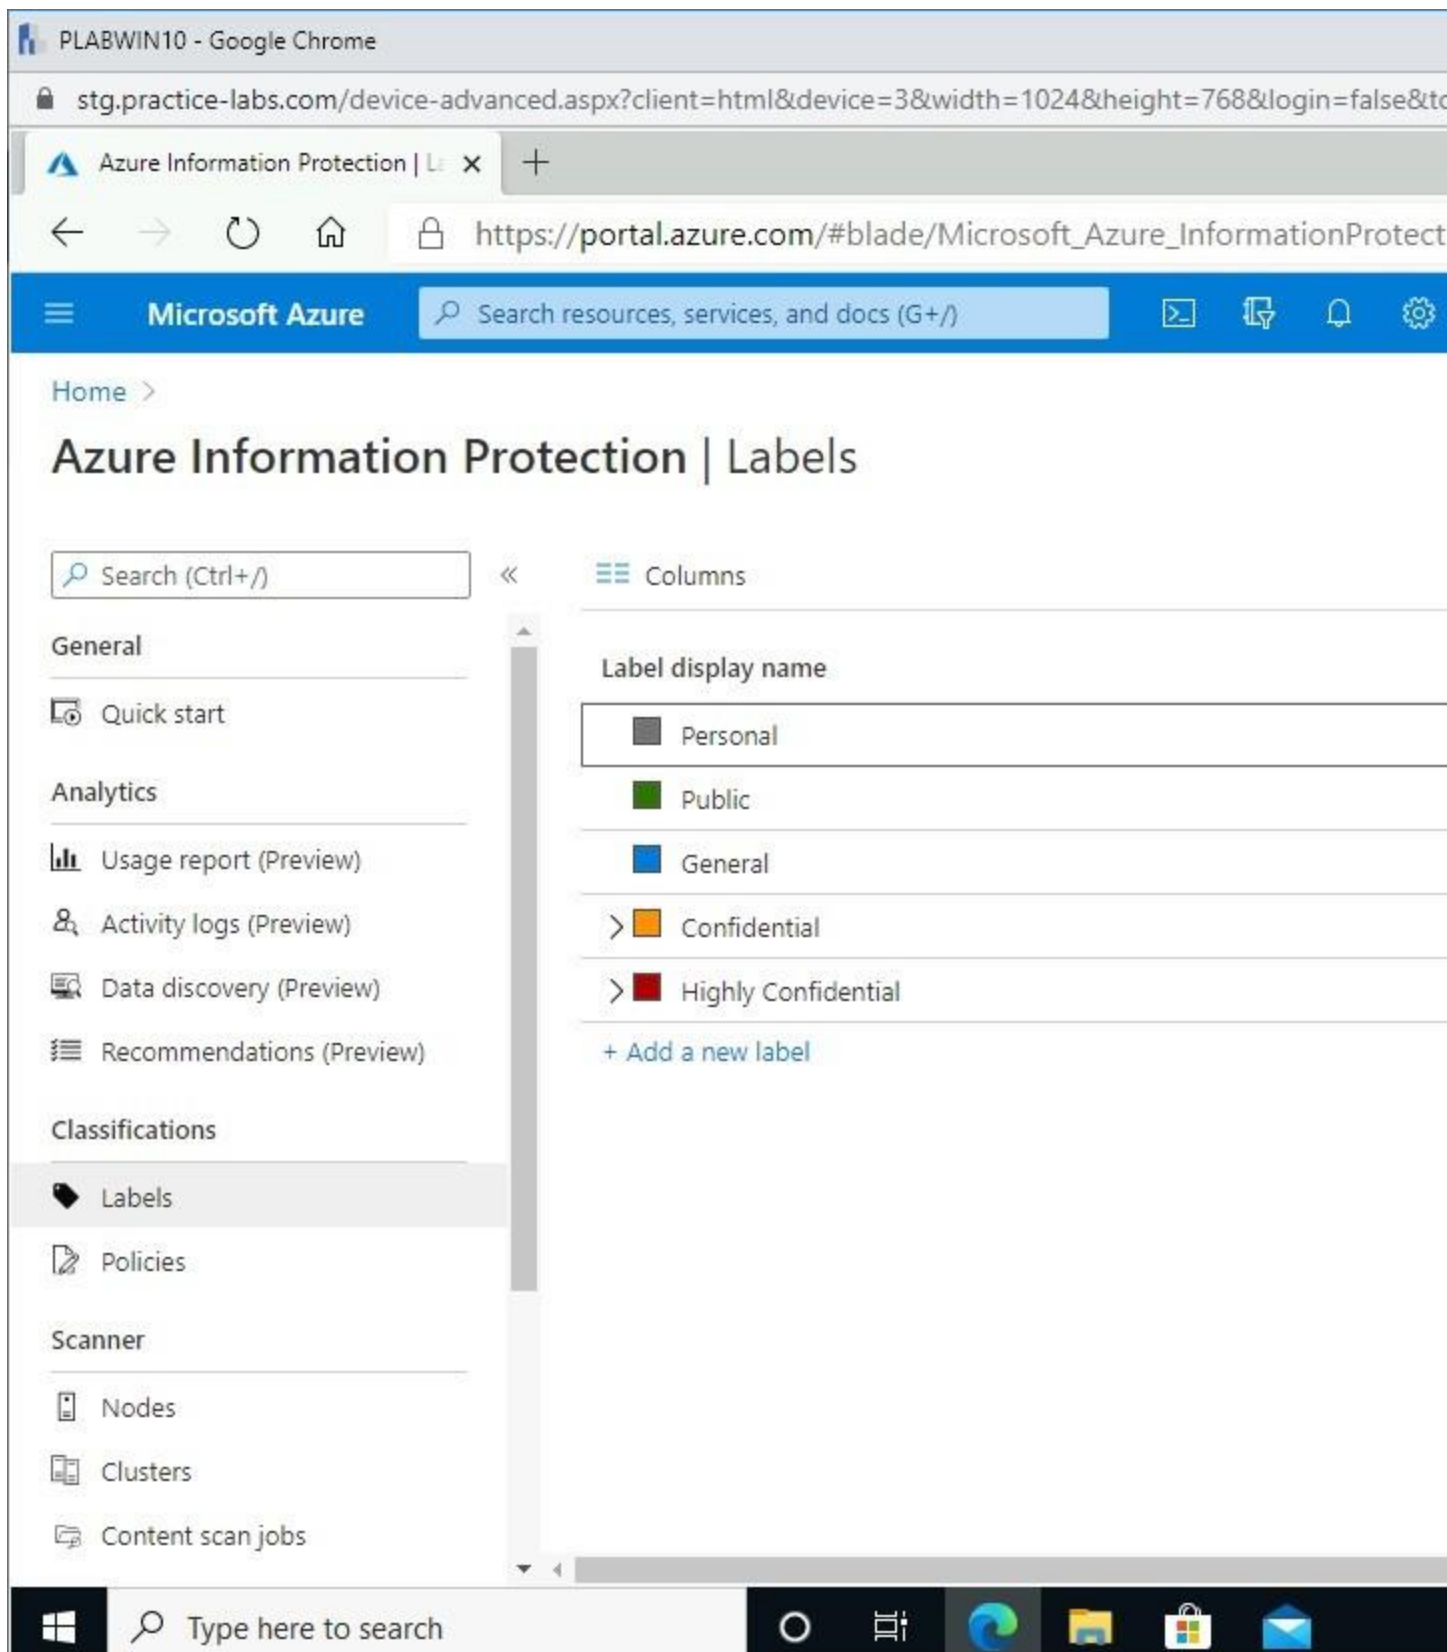 PLABWIN10 - Google Chrome
stg.practice-labs.com/device-advanced.aspx?client=html&device=3&width=1024&height=768&login=false&to
Azure Information Protection | La
https://portal.azure.com/#blade/Microsoft_Azure_InformationProtect
Microsoft Azure
Search resources, services, and docs (G+/)
Home >
Azure Information Protection | Labels
Search (Ctrl+/)
«
Columns
General
Quick start
Analytics
Usage report (Preview)
Activity logs (Preview)
Data discovery (Preview)
Recommendations (Preview)
Classifications
Labels
Policies
Scanner
Nodes
Clusters
Content scan jobs
Label display name
Personal
Public
General
Confidential
Highly Confidential
+ Add a new label
Type here to search